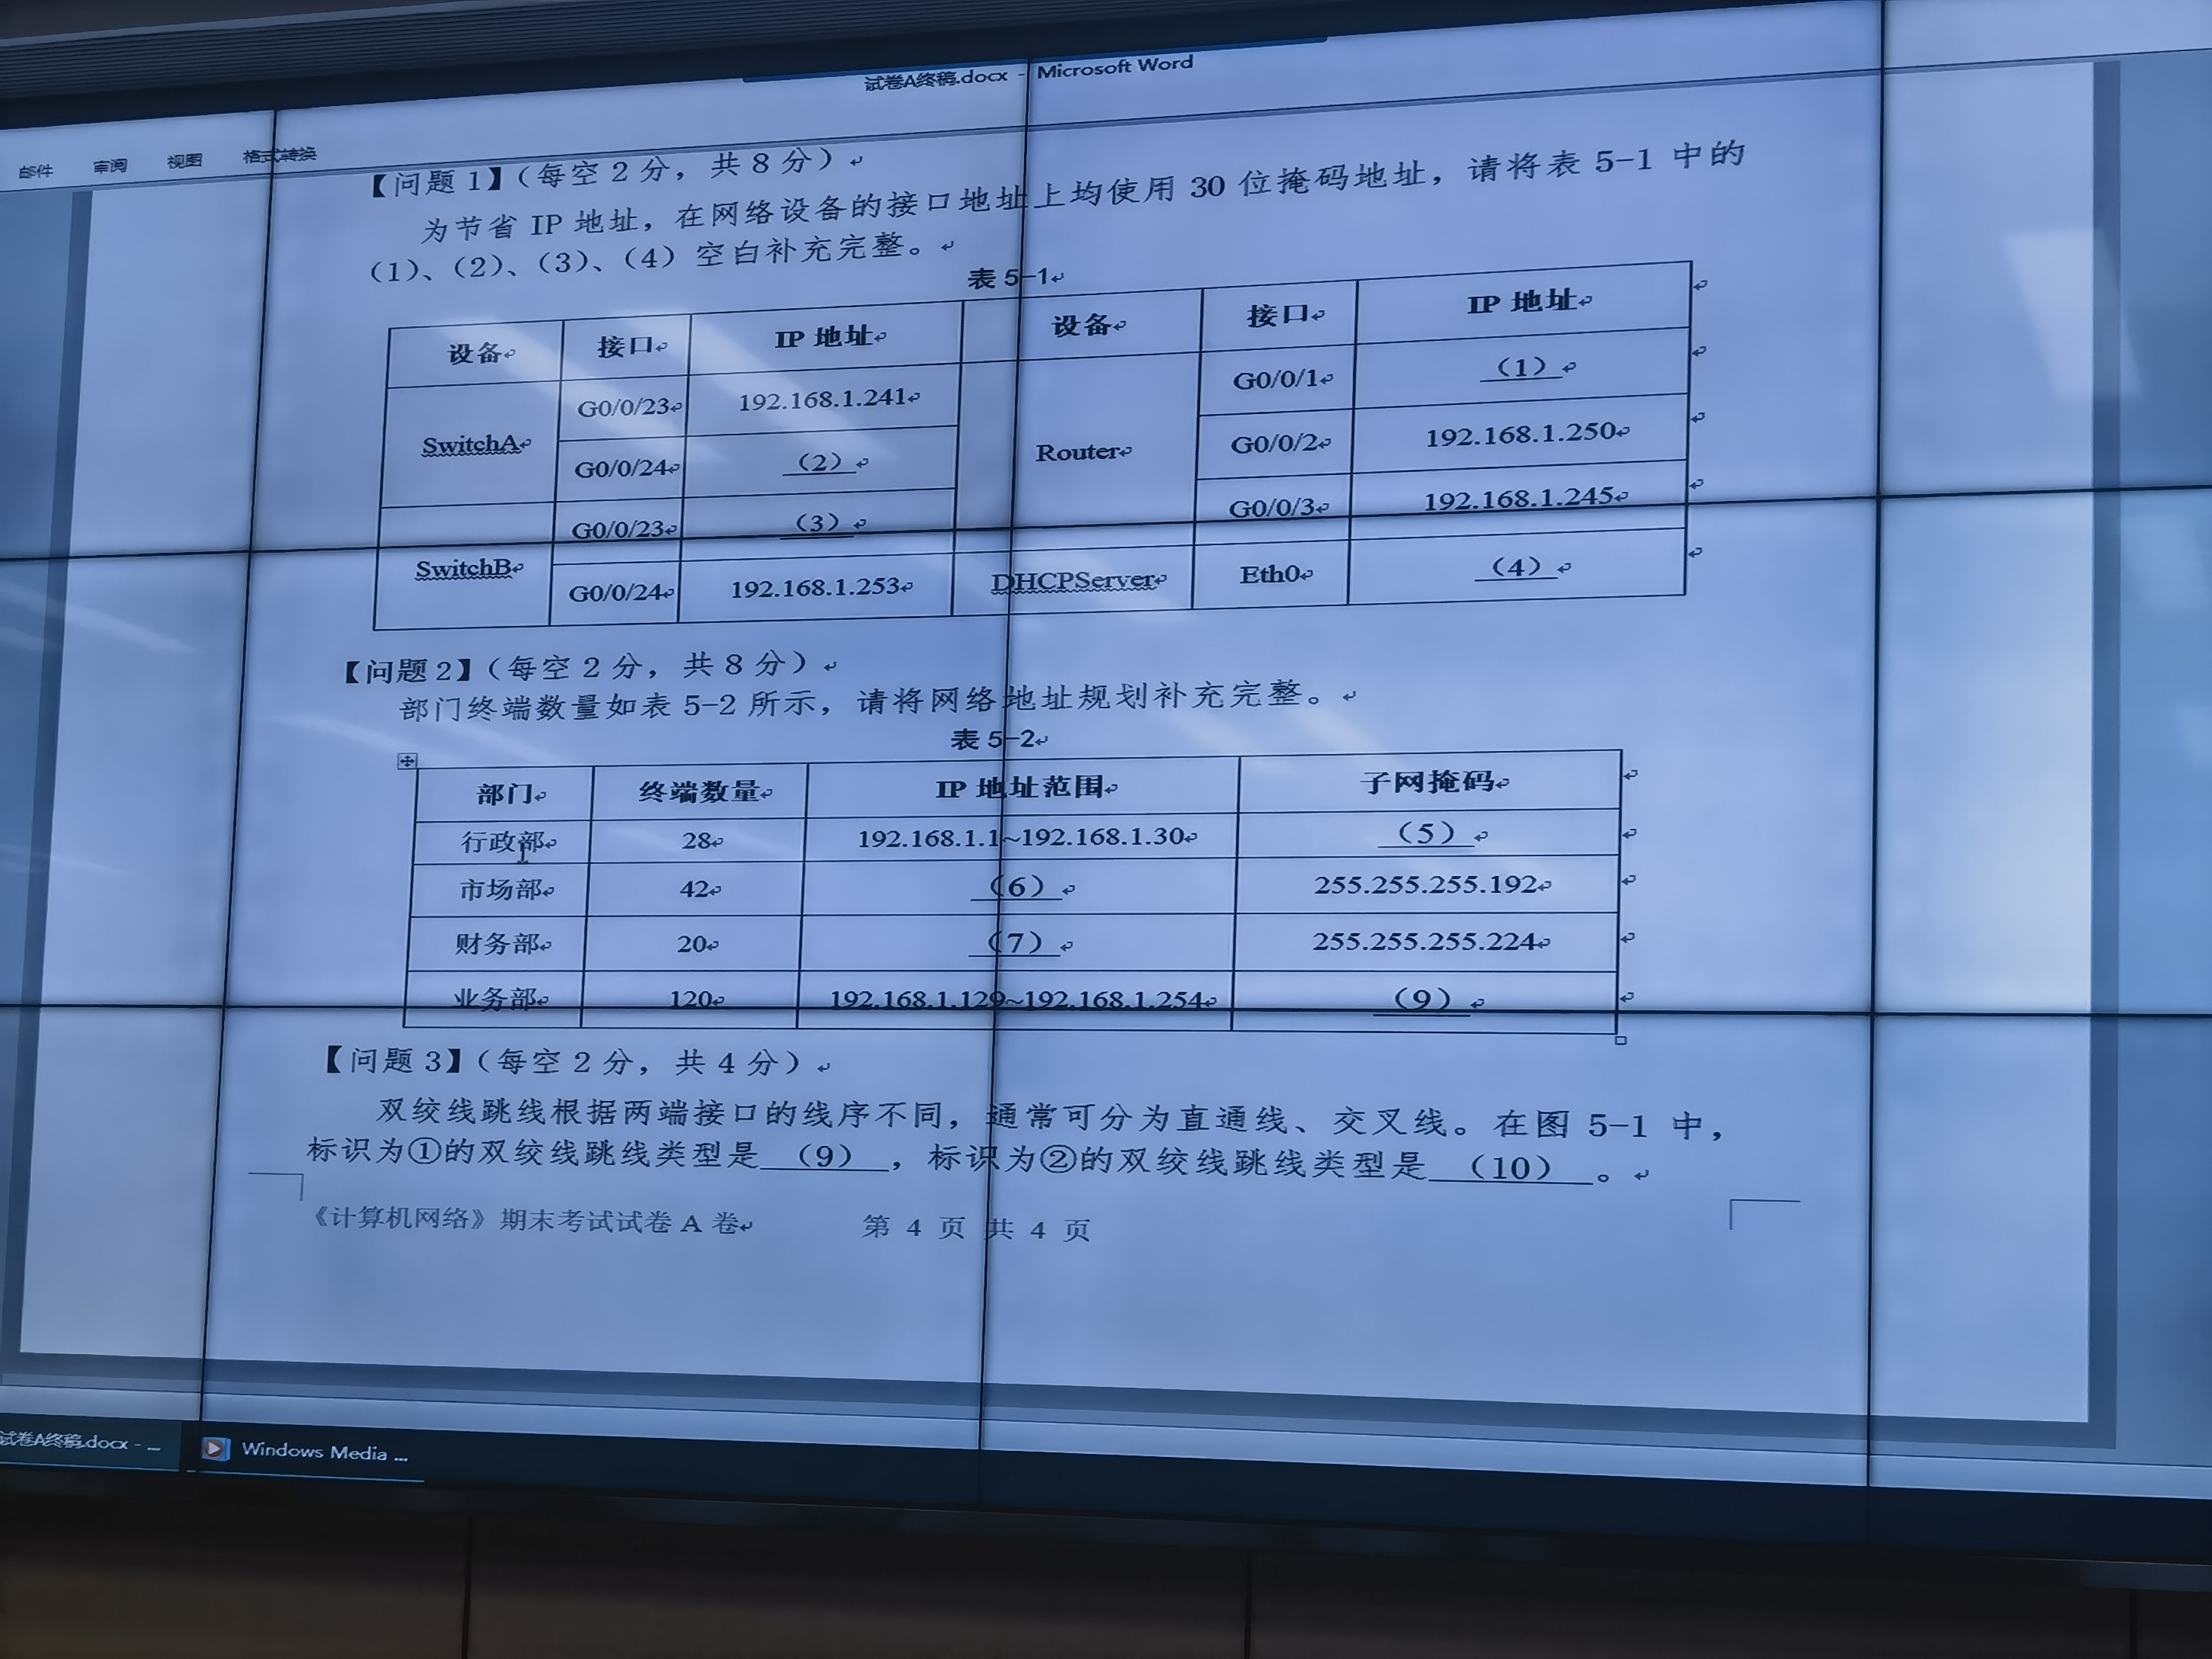 试卷A终稿.docx - Microsoft Word
邮件 审阅 视图 格式转换
【问题1】（每空2分，共8分）
为节省 IP 地址，在网络设备的接口地址上均使用 30 位掩码地址，请将表 5-1 中的
（1）、（2）、（3）、（4）空白补充完整。
表 5-1
设备 接口 IP 地址 设备 接口 IP 地址
SwitchA G0/0/23 192.168.1.241 Router G0/0/1 （1）
G0/0/24 （2） G0/0/2 192.168.1.250
SwitchB G0/0/23 （3） G0/0/3 192.168.1.245
G0/0/24 192.168.1.253 DHCPServer Eth0 （4）
【问题2】（每空2分，共8分）
部门终端数量如表 5-2 所示，请将网络地址规划补充完整。
表 5-2
部门 终端数量 IP 地址范围 子网掩码
行政部 28 192.168.1.1~192.168.1.30 （5）
市场部 42 （6） 255.255.255.192
财务部 20 （7） 255.255.255.224
业务部 120 192.168.1.129~192.168.1.254 （9）
【问题3】（每空2分，共4分）
双绞线跳线根据两端接口的线序不同，通常可分为直通线、交叉线。在图 5-1 中，
标识为①的双绞线跳线类型是（9），标识为②的双绞线跳线类型是（10）。
《计算机网络》期末考试试卷 A 卷 第 4 页 共 4 页
试卷A终稿.docx - ... Windows Media ...